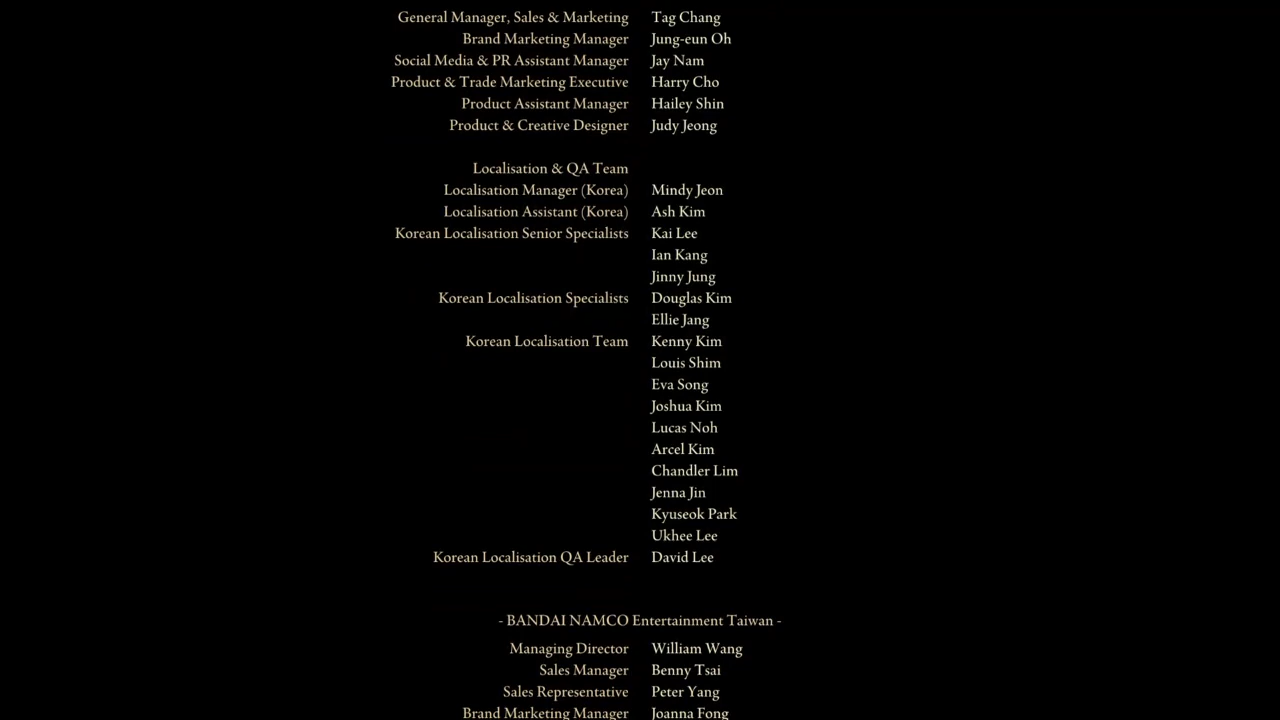 General Manager, Sales & Marketing Tag Chang
Brand Marketing Manager Jung-eun Oh
Social Media & PR Assistant Manager Jay Nam
Product & Trade Marketing Executive Harry Cho
Product Assistant Manager Hailey Shin
Product & Creative Designer Judy Jeong
Localisation & QA Team
Localisation Manager (Korea) Mindy Jeon
Localisation Assistant (Korea) Ash Kim
Korean Localisation Senior Specialists Kai Lee
Ian Kang
Jinny Jung
Korean Localisation Specialists Douglas Kim
Ellie Jang
Korean Localisation Team Kenny Kim
Louis Shim
Eva Song
Joshua Kim
Lucas Noh
Arcel Kim
Chandler Lim
Jenna Jin
Kyuseok Park
Ukhee Lee
Korean Localisation QA Leader David Lee
- BANDAI NAMCO Entertainment Taiwan -
Managing Director William Wang
Sales Manager Benny Tsai
Sales Representative Peter Yang
Brand Marketing Manager Joanna Fong